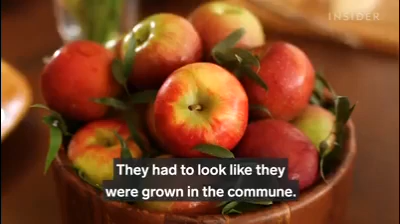 INSIDER
They had to look like they
were grown in the commune.